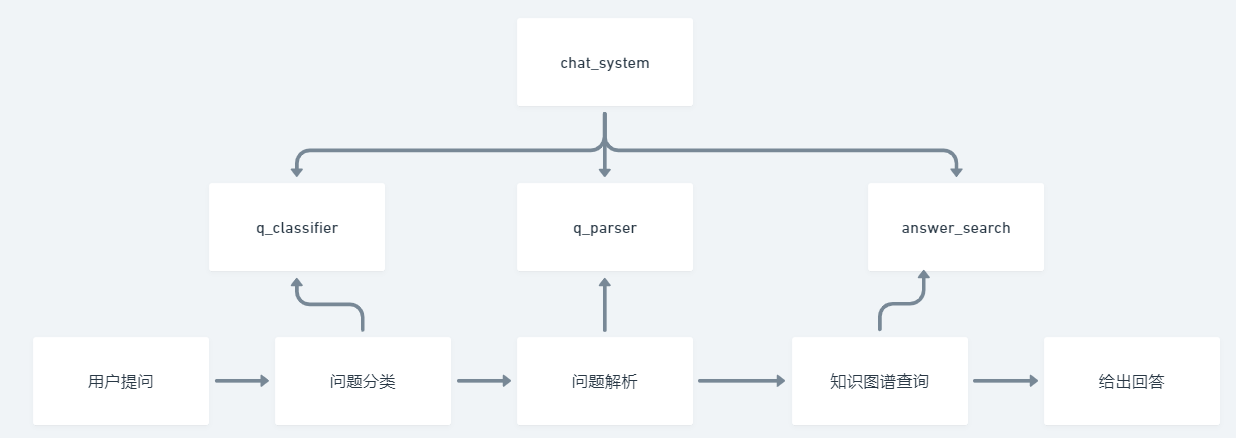 chat_system
q_classifier
q_parser
answer_search
用户提问
问题分类
问题解析
知识图谱查询
给出回答